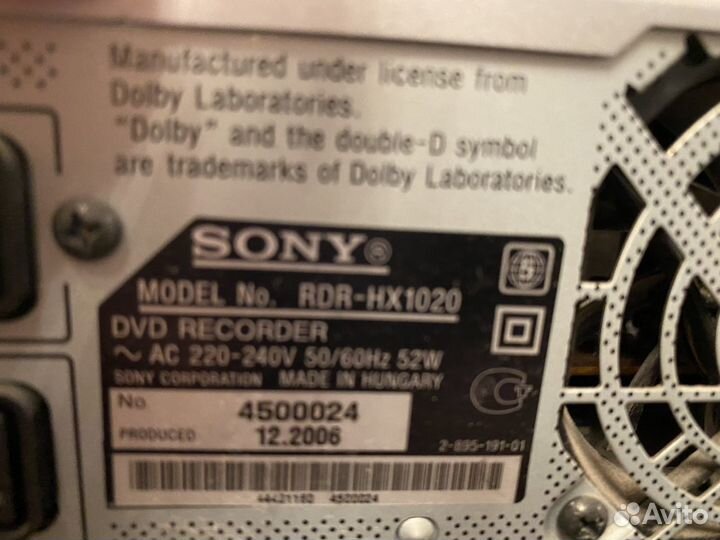 Manufactured under license from
Dolby Laboratories.
"Dolby" and the double-D symbol
are trademarks of Dolby Laboratories.
SONY®
MODEL No. RDR-HX1020
DVD RECORDER
~ AC 220-240V 50/60Hz 52W
SONY CORPORATION MADE IN HUNGARY
No 4500024
PRODUCED 12.2006
2-895-191-01
4500024
Avito